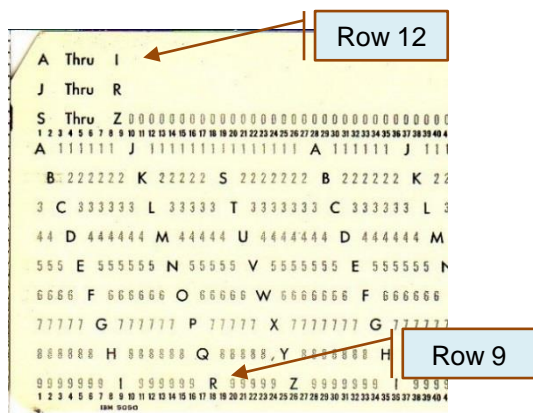 Row 12
A Thru I
J Thru R
S Thru Z 0 0 0 0 0 0 0 0 0 0 0 0 0 0 0 0 0 0 0 0 0 0 0 0 0 0 0 0 0 0 0
1 2 3 4 5 6 7 8 9 10 11 12 13 14 15 16 17 18 19 20 21 22 23 24 25 26 27 28 29 30 31 32 33 34 35 36 37 38 39 40 4
A 111111 J 1111111111111111 A 111111 J 111
B 222222 K 22222 S 2222222 B 222222 K 22
3 C 333333 L 33333 T 33333 C 333333 L 3
44 D 444444 M 44444 U 4444444 D 444444 M
555 E 555555 N 55555 V 5555555 E 555555 N
6666 F 666666 O 66666 W 6666666 F 666666
77777 G 777777 P 77777 X 7777777 G 77777
888888 H 888888 Q 88888, Y 8888888 H
Row 9
9999999 I 999999 R 99999 Z 9999999 I 9999
1 2 3 4 5 6 7 8 9 10 11 12 13 14 15 16 17 18 19 20 21 22 23 24 25 26 27 28 29 30 31 32 33 34 35 36 37 38 39 40 4
IBM 5050